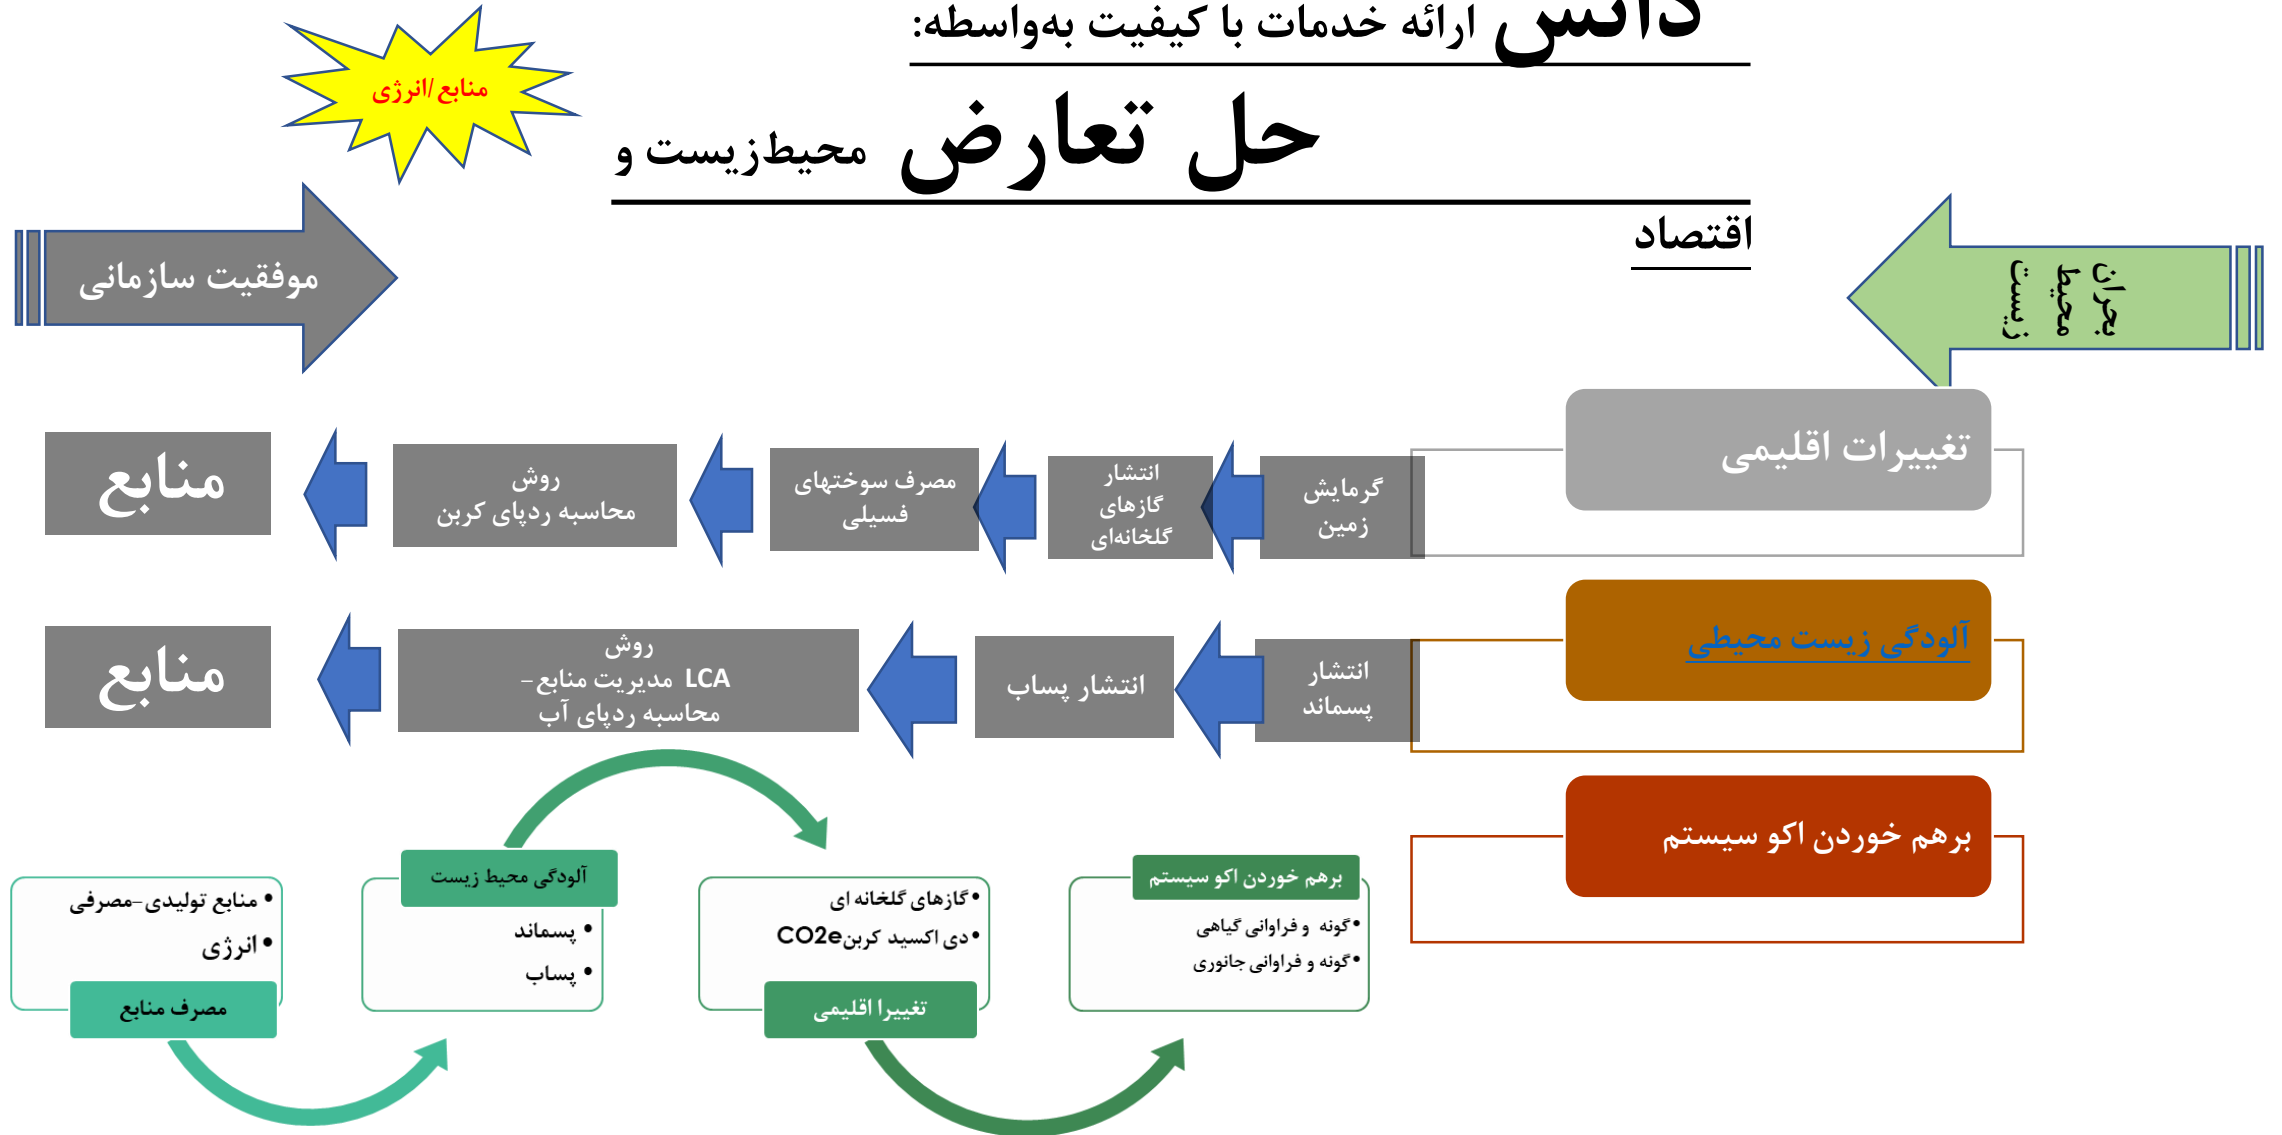 دانش ارائه خدمات با کیفیت به‌واسطه:
حل تعارض محیط‌زیست و
اقتصاد
منابع/انرژی
موفقیت سازمانی
بحران
محیط
زیست
تغییرات اقلیمی
گرمایش
زمین
انتشار
گازهای
گلخانه‌ای
مصرف سوختهای
فسیلی
روش
محاسبه ردپای کربن
منابع
آلودگی زیست محیطی
انتشار
پسماند
انتشار پساب
روش
LCA مدیریت منابع-
محاسبه ردپای آب
منابع
برهم خوردن اکو سیستم
• منابع تولیدی-مصرفی
• انرژی
مصرف منابع
آلودگی محیط زیست
• پسماند
• پساب
•گازهای گلخانه ای
•دی اکسید کربنCO2e
تغییرا اقلیمی
برهم خوردن اکو سیستم
•گونه و فراوانی گیاهی
•گونه و فراوانی جانوری